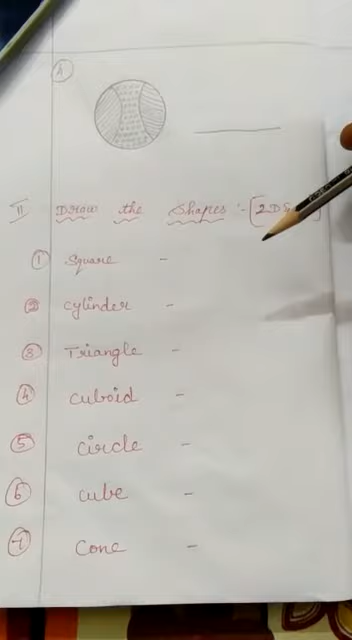 4
II Draw the Shapes :- [2D
1 Square -
2 cylinder -
3 Triangle -
4 cuboid -
5 circle -
6 cube -
7 cone -